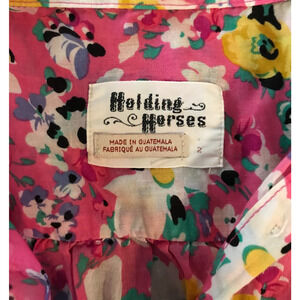 Holding
Horses
MADE IN GUATEMALA
FABRIQUÉ AU GUATEMALA
2